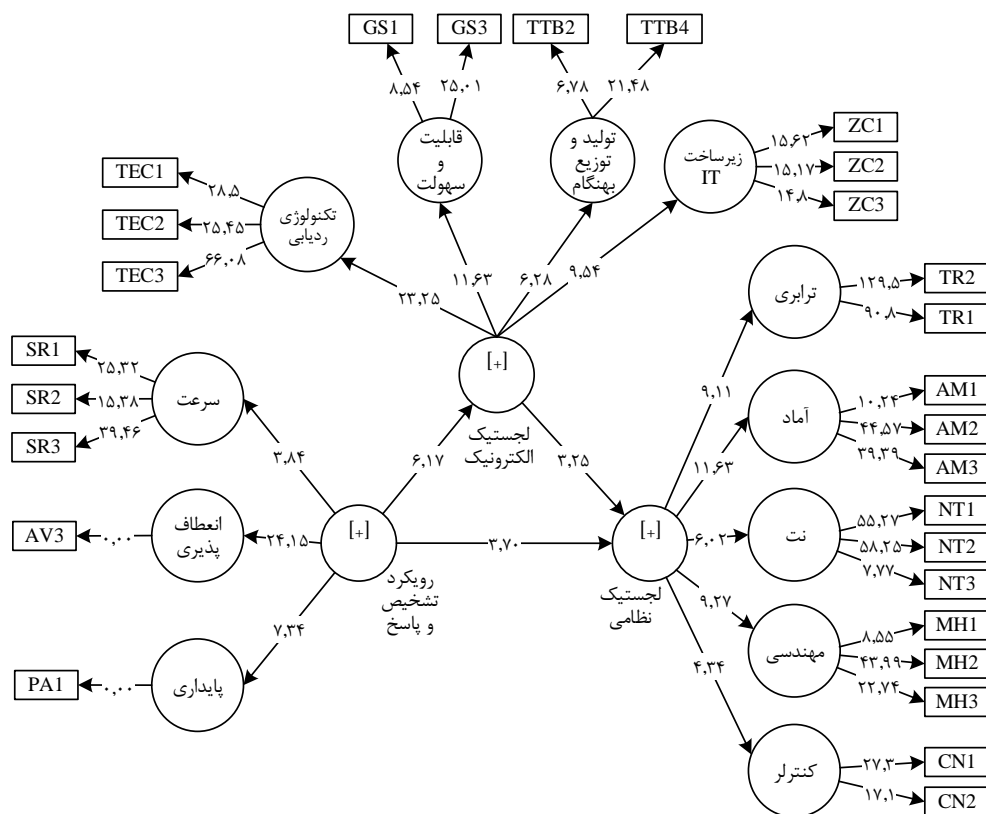 GS1
GS3
TTB2
TTB4
۸٫۵۴
۲۵٫۰۱
۶٫۷۸
۲۱٫۴۸
قابلیت
و
سهولت
تولید و
توزیع
بهنگام
زیرساخت
IT
۱۵٫۶۲
۱۵٫۱۷
۱۴٫۸
ZC1
ZC2
ZC3
TEC1
TEC2
TEC3
۲۸٫۵
۲۵٫۴۵
۶۶٫۰۸
تکنولوژی
ردیابی
۲۳٫۲۵
۱۱٫۶۳
۶٫۲۸
۹٫۵۴
[+]
لجستیک
الکترونیک
ترابری
۱۲۹٫۵
۹۰٫۸
TR2
TR1
SR1
SR2
SR3
۲۵٫۳۲
۱۵٫۳۸
۳۹٫۴۶
سرعت
۳٫۸۴
۶٫۱۷
۳٫۲۵
۹٫۱۱
۱۱٫۶۳
آماد
۱۰٫۲۴
۴۴٫۵۷
۳۹٫۳۹
AM1
AM2
AM3
AV3
۰٫۰۰
انعطاف
پذیری
۲۴٫۱۵
[+]
رویکرد
تشخیص
و پاسخ
۳٫۷۰
[+]
لجستیک
نظامی
۶٫۰۲
نت
۵۵٫۲۷
۵۸٫۲۵
۷٫۷۷
NT1
NT2
NT3
PA1
۰٫۰۰
پایداری
۷٫۳۴
۹٫۲۷
مهندسی
۸٫۵۵
۴۳٫۹۹
۲۲٫۷۴
MH1
MH2
MH3
۴٫۳۴
کنترلر
۲۷٫۳
۱۷٫۱
CN1
CN2